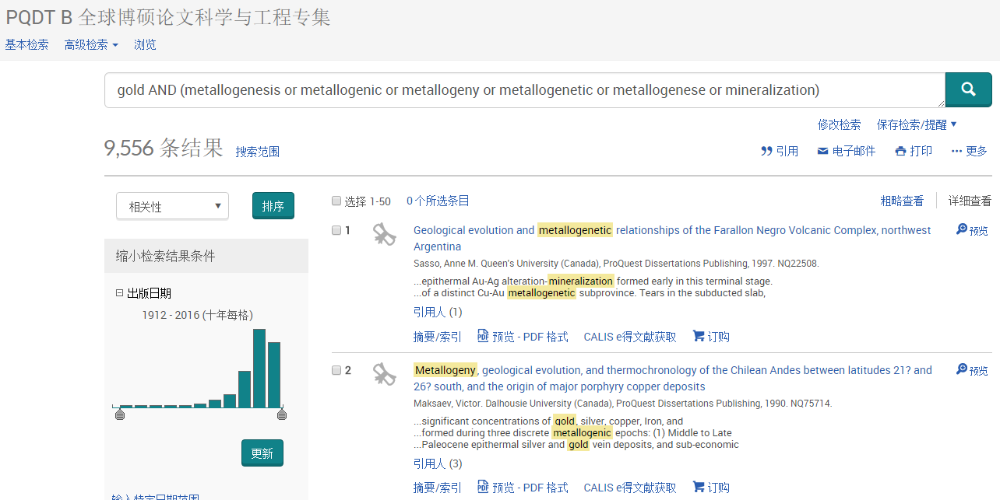 PQDT B 全球博硕论文科学与工程专集
基本检索 高级检索 浏览
gold AND (metallogenesis or metallogenic or metallogeny or metallogenetic or metallogenese or mineralization)
修改检索 保存检索/提醒
9,556 条结果 搜索范围
引用 电子邮件 打印 更多
相关性 排序
选择 1-50 0 个所选条目 粗略查看 详细查看
缩小检索结果条件
出版日期
1912 - 2016 (十年每格)
更新
输入特定日期范围
1 Geological evolution and metallogenetic relationships of the Farallon Negro Volcanic Complex, northwest 预览
Argentina
Sasso, Anne M. Queen's University (Canada), ProQuest Dissertations Publishing, 1997. NQ22508.
...epithermal Au-Ag alteration-mineralization formed early in this terminal stage.
...of a distinct Cu-Au metallogenetic subprovince. Tears in the subducted slab,
引用人 (1)
摘要/索引 预览 - PDF 格式 CALIS e得文献获取 订购
2 Metallogeny, geological evolution, and thermochronology of the Chilean Andes between latitudes 21? and 预览
26? south, and the origin of major porphyry copper deposits
Maksaev, Victor. Dalhousie University (Canada), ProQuest Dissertations Publishing, 1990. NQ75714.
...significant concentrations of gold, silver, copper, Iron, and
...formed during three discrete metallogenic epochs: (1) Middle to Late
...Paleocene epithermal silver and gold vein deposits, and sub-economic
引用人 (3)
摘要/索引 预览 - PDF 格式 CALIS e得文献获取 订购